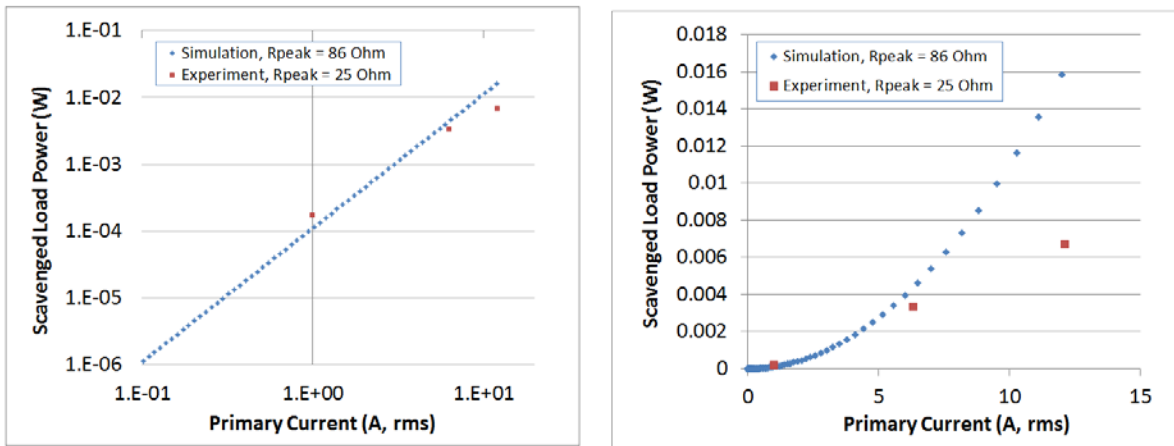 1.E-01
Simulation, Rpeak = 86 Ohm
Experiment, Rpeak = 25 Ohm
1.E-02
1.E-03
1.E-04
1.E-05
1.E-06
Scavenged Load Power (W)
1.E-01 1.E+00 1.E+01
Primary Current (A, rms)
0.018
Simulation, Rpeak = 86 Ohm
Experiment, Rpeak = 25 Ohm
0.016
0.014
0.012
0.01
0.008
0.006
0.004
0.002
0
Scavenged Load Power (W)
0 5 10 15
Primary Current (A, rms)